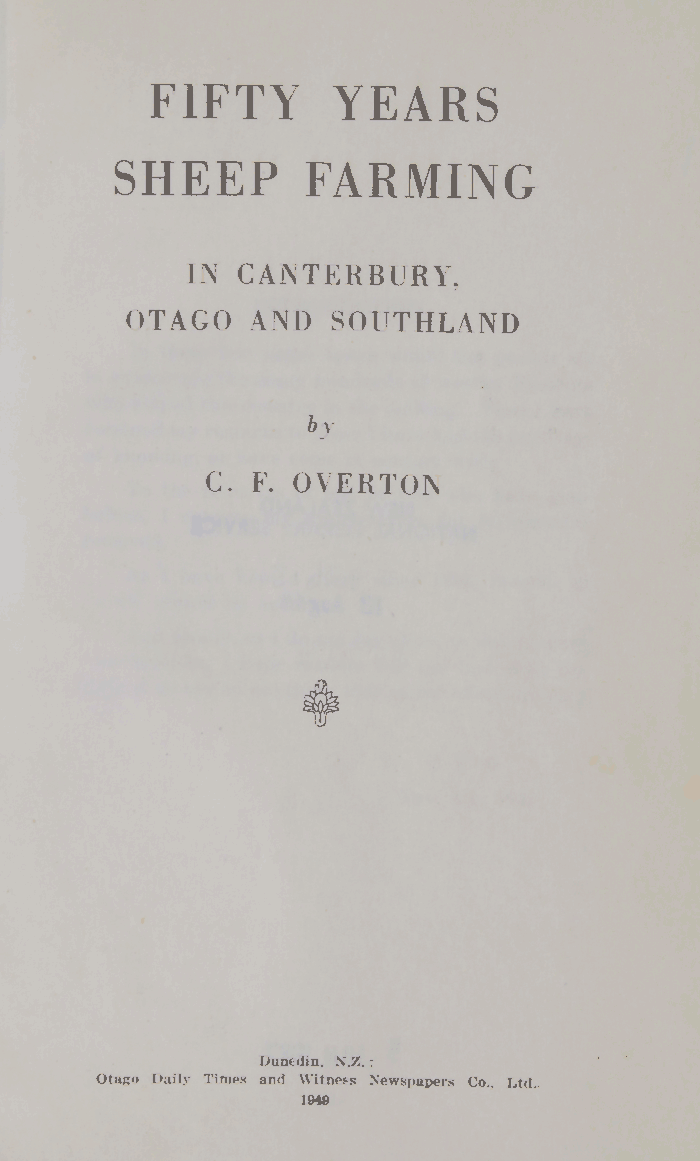 FIFTY YEARS
SHEEP FARMING
IN CANTERBURY,
OTAGO AND SOUTHLAND
by
C. F. OVERTON
Dunedin, N.Z.:
Otago Daily Times and Witness Newspapers Co., Ltd.
1949